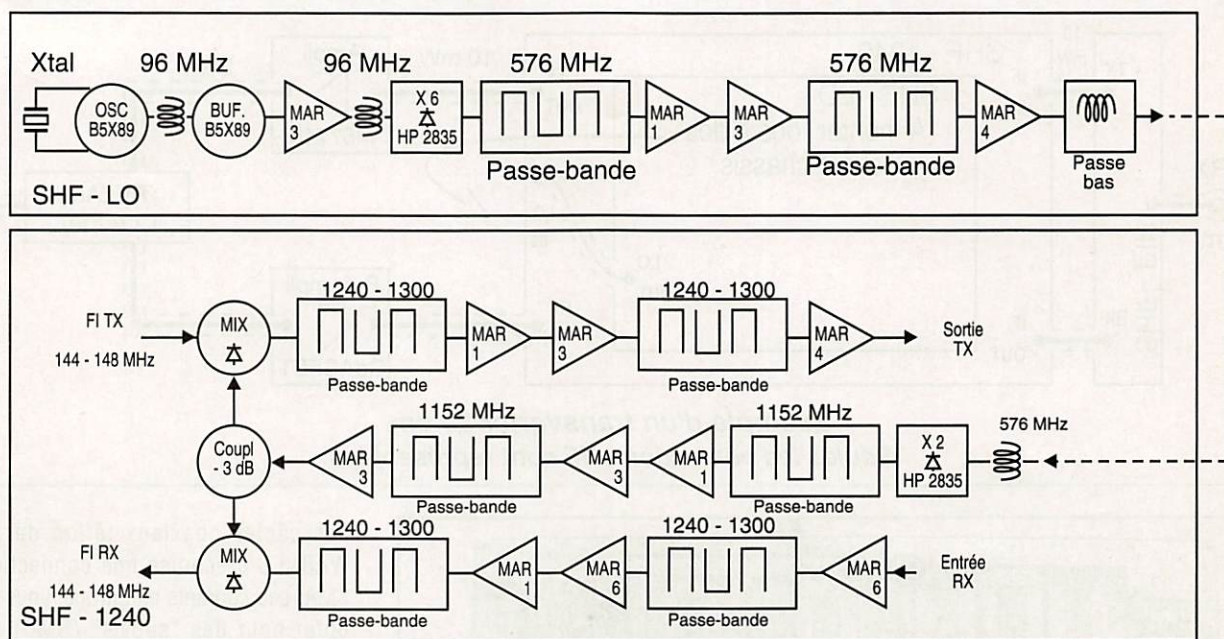 Xtal
96 MHz
96 MHz
576 MHz
576 MHz
OSC
B5X89
BUF.
B5X89
MAR
3
X 6
HP 2835
MAR
1
MAR
3
MAR
4
Passe-bande
Passe-bande
Passe
bas
SHF - LO
FI TX
144 - 148 MHz
MIX
1240 - 1300
Passe-bande
MAR
1
MAR
3
1240 - 1300
Passe-bande
MAR
4
Sortie
TX
Coupl
- 3 dB
MAR
3
1152 MHz
Passe-bande
MAR
3
MAR
1
1152 MHz
Passe-bande
X 2
HP 2835
576 MHz
FI RX
144 - 148 MHz
MIX
1240 - 1300
Passe-bande
MAR
1
MAR
6
1240 - 1300
Passe-bande
MAR
6
Entrée
RX
SHF - 1240